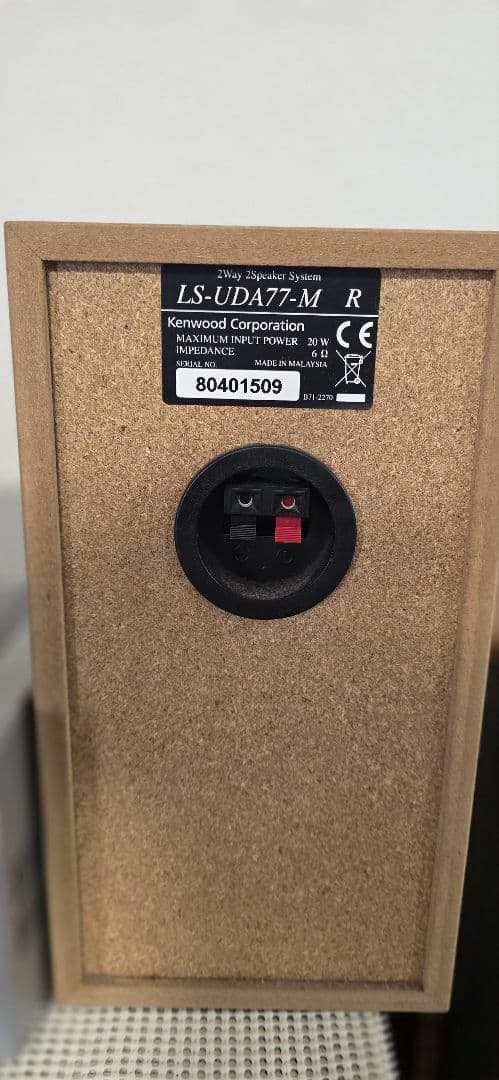 2Way 2Speaker System
LS-UDA77-M R
Kenwood Corporation
CE
MAXIMUM INPUT POWER 20 W
IMPEDANCE 6 Ω
SERIAL NO. MADE IN MALAYSIA
80401509
B71-2270